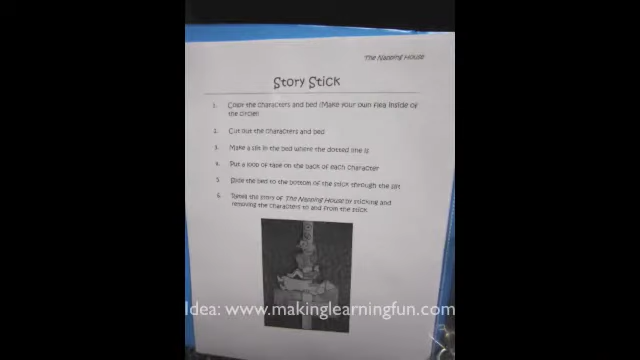 The Napping House
Story Stick
1. Color the characters and bed (Make your own flea inside of
the circle)
2. Cut out the characters and bed
3. Make a slit in the bed where the dotted line is
4. Put a loop of tape on the back of each character
5. Slide the bed to the bottom of the stick through the slit
6. Retell the story of The Napping House by sticking and
removing the characters to and from the stick.
Idea: www.makinglearningfun.com